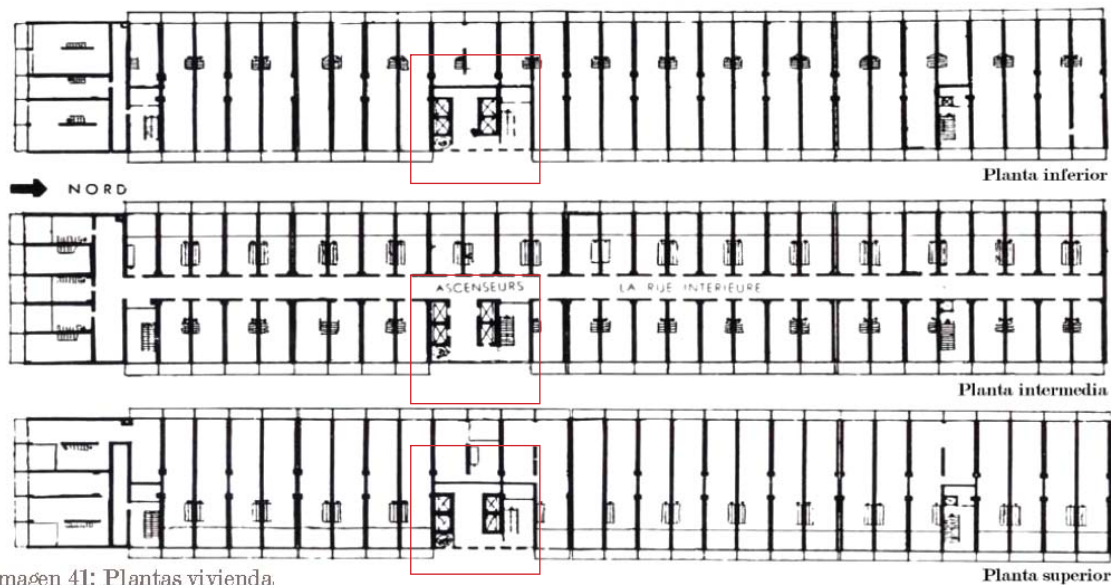 Planta inferior
NORD
ASCENSEURS
LA RUE INTERIEURE
Planta intermedia
magen 41: Plantas vivienda.
Planta superior